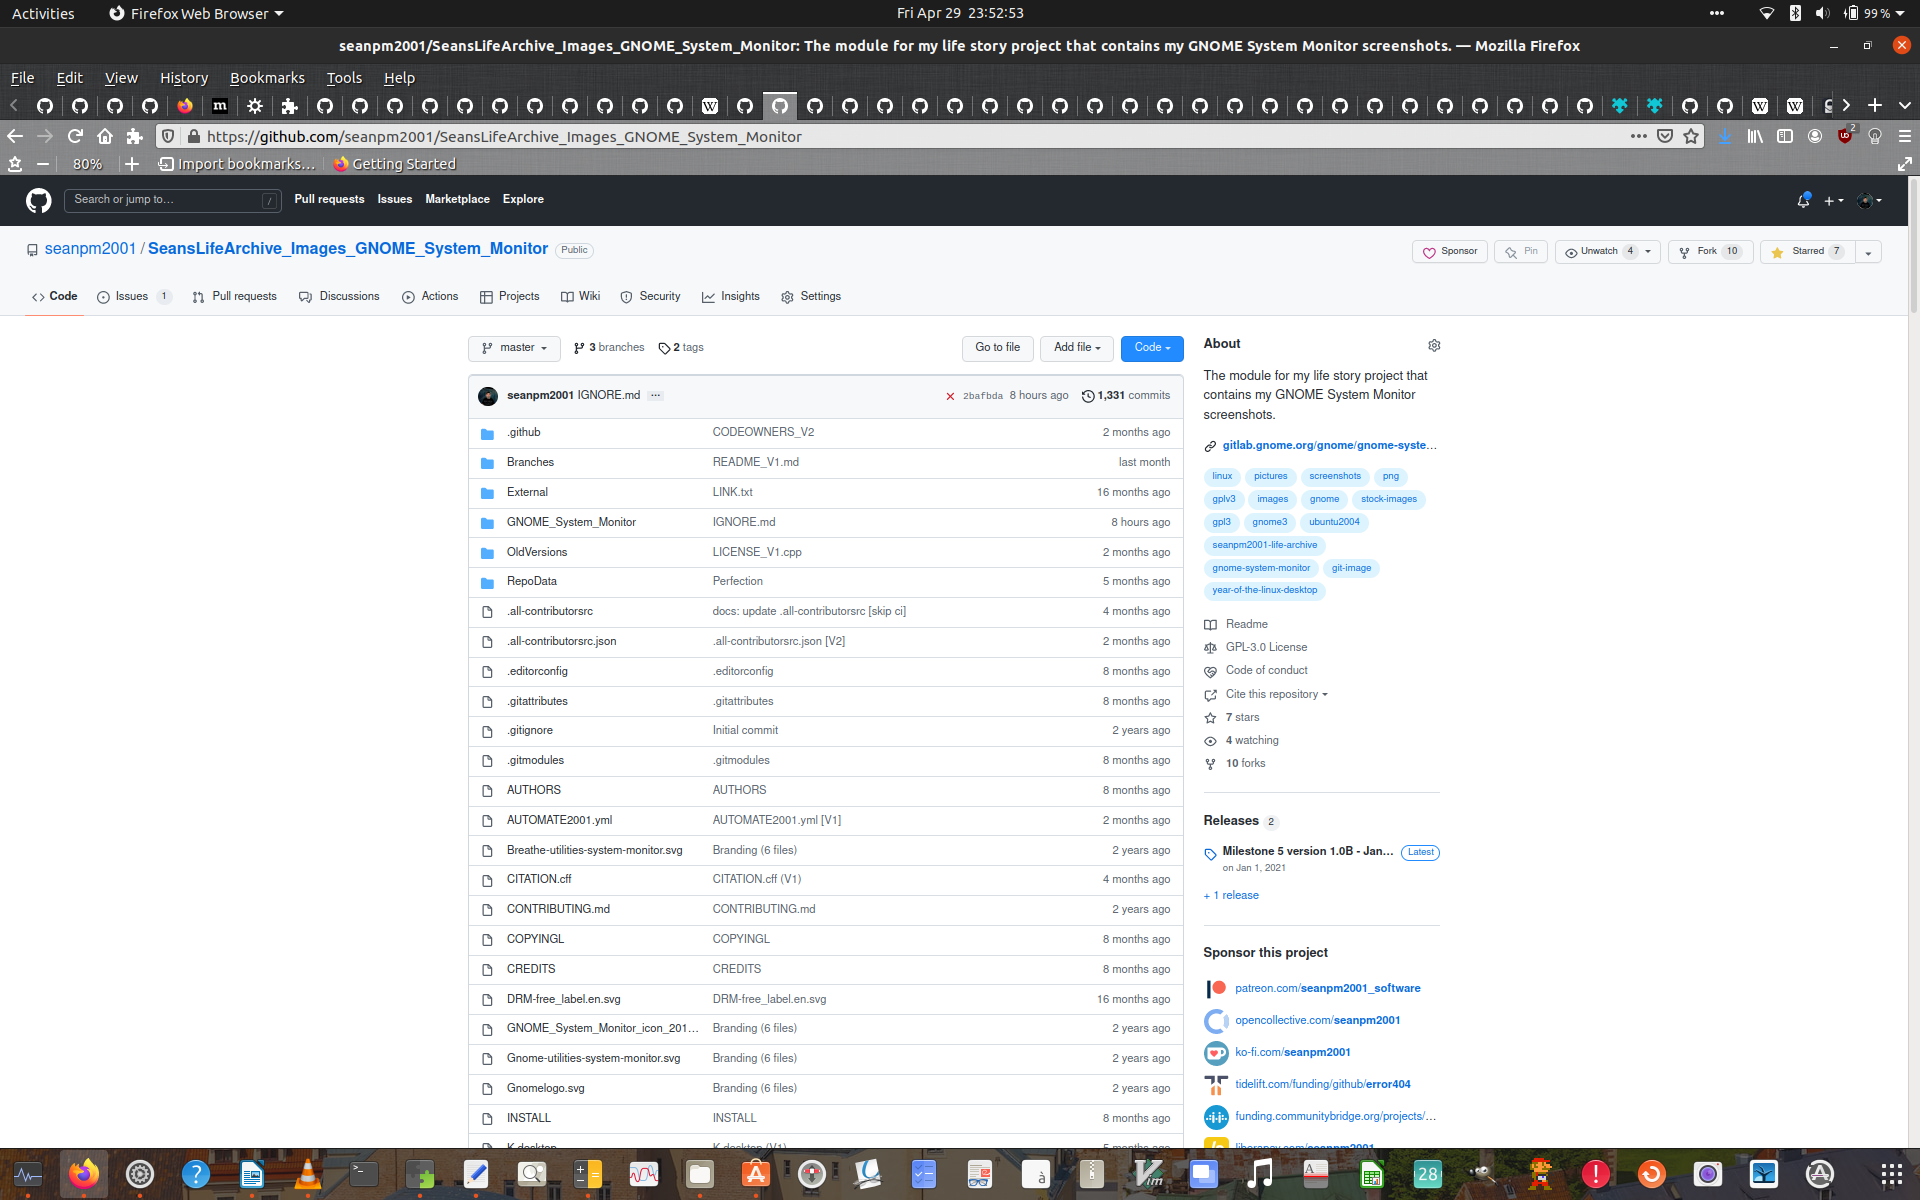 Activities Firefox Web Browser Fri Apr 29 23:52:53 99 %
seanpm2001/SeansLifeArchive_Images_GNOME_System_Monitor: The module for my life story project that contains my GNOME System Monitor screenshots. — Mozilla Firefox
File Edit View History Bookmarks Tools Help
https://github.com/seanpm2001/SeansLifeArchive_Images_GNOME_System_Monitor 2
80% Import bookmarks... Getting Started
Search or jump to... / Pull requests Issues Marketplace Explore
seanpm2001 / SeansLifeArchive_Images_GNOME_System_Monitor Public
Sponsor Pin Unwatch 4 Fork 10 Starred 7
Code Issues 1 Pull requests Discussions Actions Projects Wiki Security Insights Settings
master 3 branches 2 tags Go to file Add file Code
seanpm2001 IGNORE.md ... 2bafbda 8 hours ago 1,331 commits
.github CODEOWNERS_V2 2 months ago
Branches README_V1.md last month
External LINK.txt 16 months ago
GNOME_System_Monitor IGNORE.md 8 hours ago
OldVersions LICENSE_V1.cpp 2 months ago
RepoData Perfection 5 months ago
.all-contributorsrc docs: update .all-contributorsrc [skip ci] 4 months ago
.all-contributorsrc.json .all-contributorsrc.json [V2] 2 months ago
.editorconfig .editorconfig 8 months ago
.gitattributes .gitattributes 8 months ago
.gitignore Initial commit 2 years ago
.gitmodules .gitmodules 8 months ago
AUTHORS AUTHORS 8 months ago
AUTOMATE2001.yml AUTOMATE2001.yml [V1] 2 months ago
Breathe-utilities-system-monitor.svg Branding (6 files) 2 years ago
CITATION.cff CITATION.cff (V1) 4 months ago
CONTRIBUTING.md CONTRIBUTING.md 2 years ago
COPYINGL COPYINGL 8 months ago
CREDITS CREDITS 8 months ago
DRM-free_label.en.svg DRM-free_label.en.svg 16 months ago
GNOME_System_Monitor_icon_201... Branding (6 files) 2 years ago
Gnome-utilities-system-monitor.svg Branding (6 files) 2 years ago
Gnomelogo.svg Branding (6 files) 2 years ago
INSTALL INSTALL 8 months ago
About
The module for my life story project that
contains my GNOME System Monitor
screenshots.
gitlab.gnome.org/gnome/gnome-syste...
linux pictures screenshots png
gplv3 images gnome stock-images
gpl3 gnome3 ubuntu2004
seanpm2001-life-archive
gnome-system-monitor git-image
year-of-the-linux-desktop
Readme
GPL-3.0 License
Code of conduct
Cite this repository
7 stars
4 watching
10 forks
Releases 2
Milestone 5 version 1.0B - Jan... Latest
on Jan 1, 2021
+ 1 release
Sponsor this project
patreon.com/seanpm2001_software
opencollective.com/seanpm2001
ko-fi.com/seanpm2001
tidelift.com/funding/github/error404
funding.communitybridge.org/projects/...
28